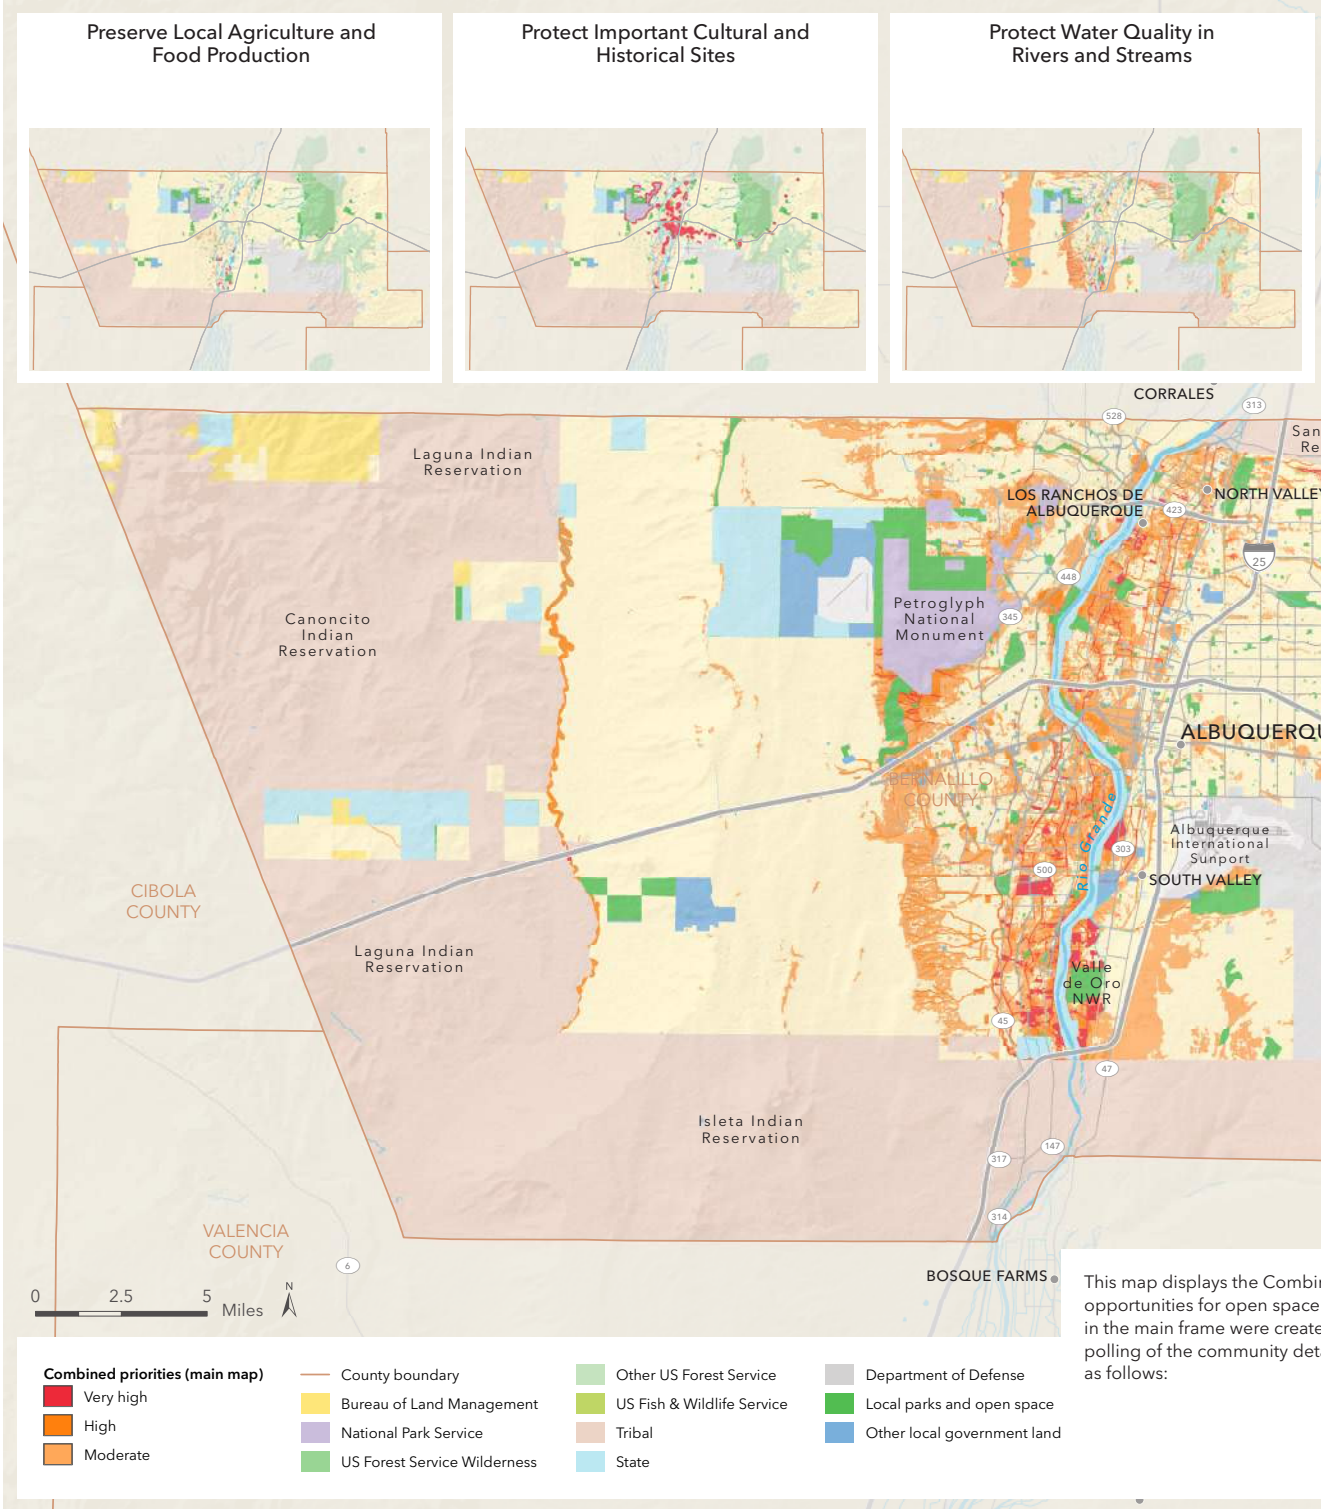 Preserve Local Agriculture and
Food Production
Protect Important Cultural and
Historical Sites
Protect Water Quality in
Rivers and Streams
CORRALES
528
313
San
Re
Laguna Indian
Reservation
LOS RANCHOS DE
ALBUQUERQUE
NORTH VALLEY
423
25
448
Canoncito
Indian
Reservation
Petroglyph
National
Monument
345
ALBUQUERQU
BERNALILLO
COUNTY
Rio Grande
Albuquerque
International
Sunport
303
500
SOUTH VALLEY
CIBOLA
COUNTY
Laguna Indian
Reservation
Valle
de Oro
NWR
45
47
Isleta Indian
Reservation
147
317
314
VALENCIA
COUNTY
6
BOSQUE FARMS
0 2.5 5 Miles
N
This map displays the Combin
opportunities for open space
in the main frame were create
polling of the community deta
as follows:
Combined priorities (main map)
Very high
High
Moderate
County boundary
Bureau of Land Management
National Park Service
US Forest Service Wilderness
Other US Forest Service
US Fish & Wildlife Service
Tribal
State
Department of Defense
Local parks and open space
Other local government land